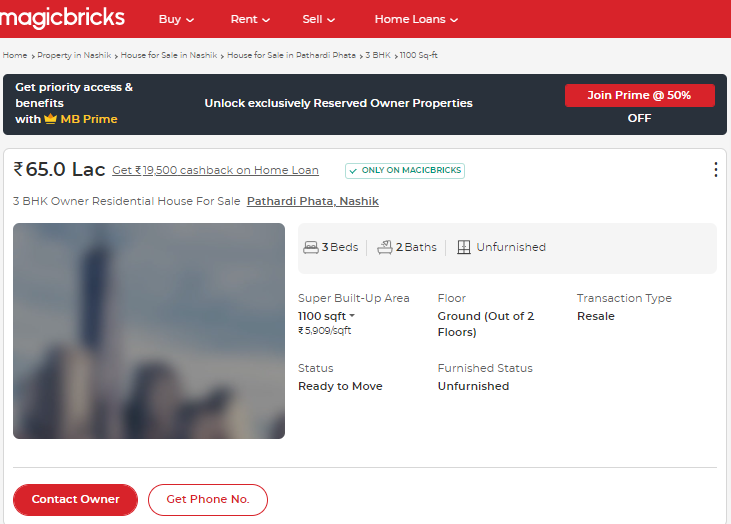 magicbricks
Buy Rent Sell Home Loans
Home > Property in Nashik > House for Sale in Nashik > House for Sale in Pathardi Phata > 3 BHK > 1100 Sq-ft
Get priority access &
benefits
with MB Prime
Unlock exclusively Reserved Owner Properties
Join Prime @ 50%
OFF
₹65.0 Lac Get ₹19,500 cashback on Home Loan ONLY ON MAGICBRICKS
3 BHK Owner Residential House For Sale Pathardi Phata, Nashik
3 Beds 2 Baths Unfurnished
Super Built-Up Area
1100 sqft
₹5,909/sqft
Floor
Ground (Out of 2
Floors)
Transaction Type
Resale
Status
Ready to Move
Furnished Status
Unfurnished
Contact Owner Get Phone No.